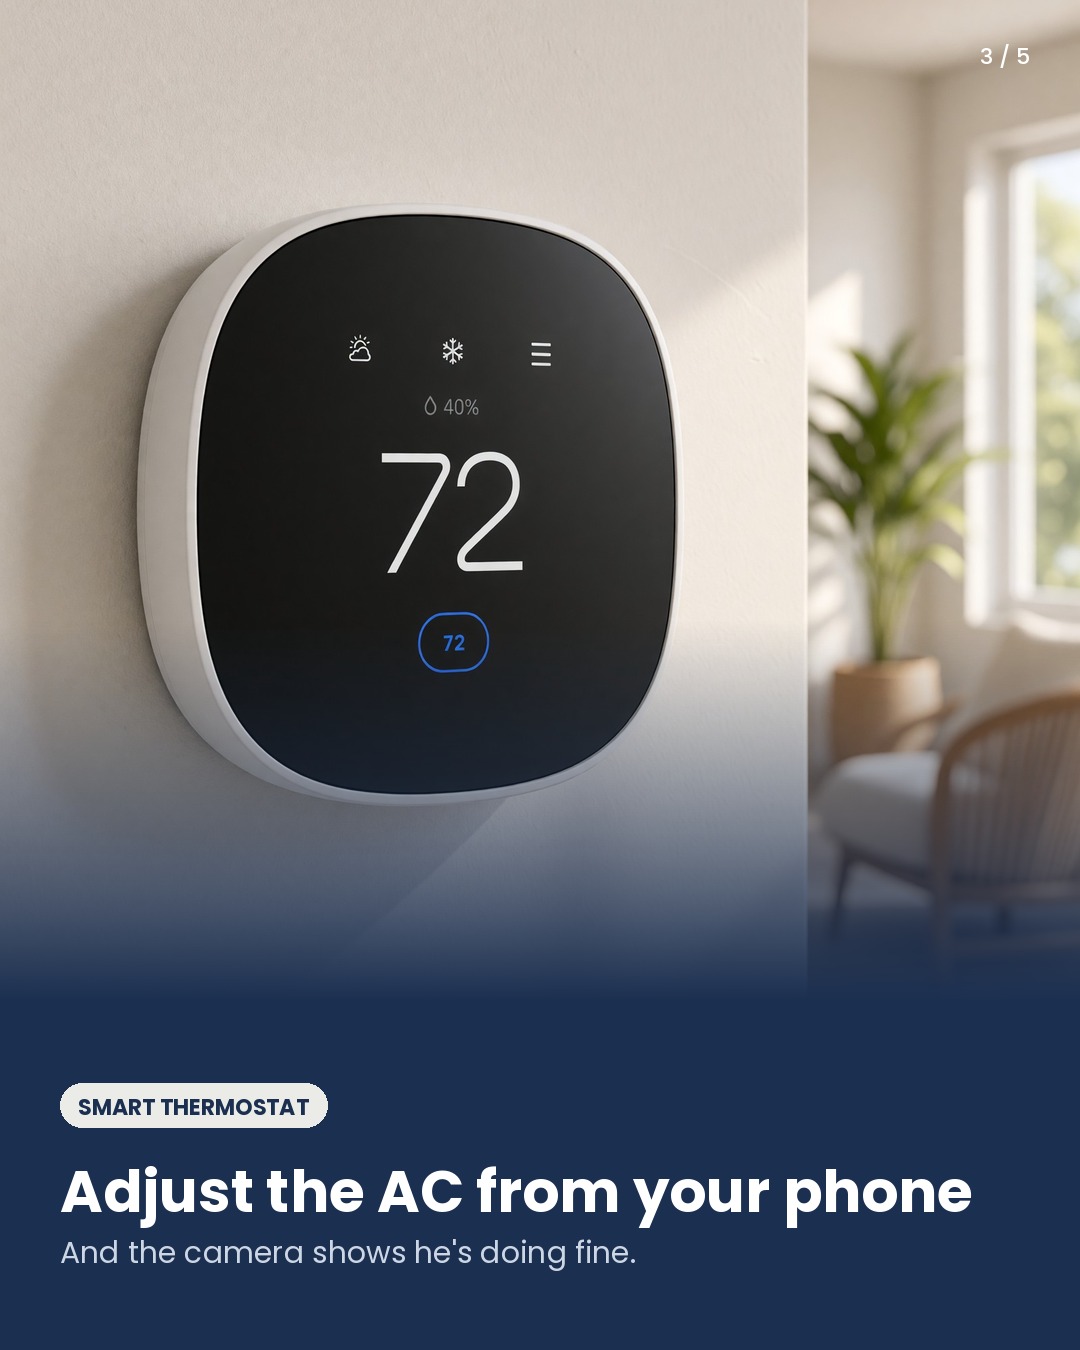 3 / 5
40%
72
72
SMART THERMOSTAT
Adjust the AC from your phone
And the camera shows he's doing fine.